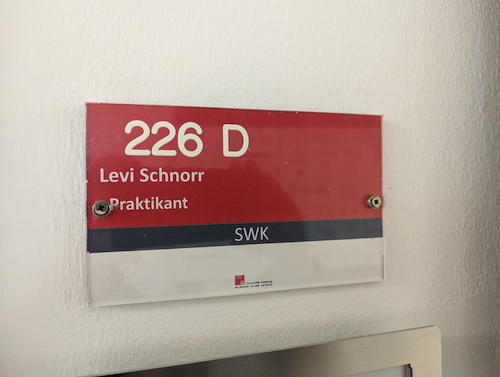 226 D
Levi Schnorr
Praktikant
SWK